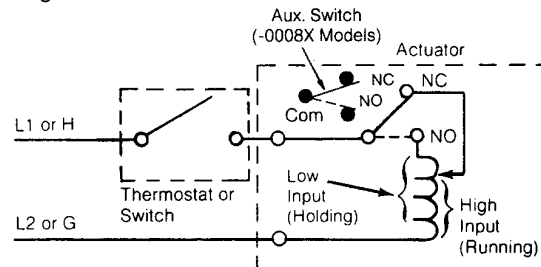 Aux. Switch
(-0008X Models)
Actuator
NC
NC
Com
NO
NO
L1 or H
Thermostat or
Switch
Low
Input
(Holding)
High
Input
(Running)
L2 or G